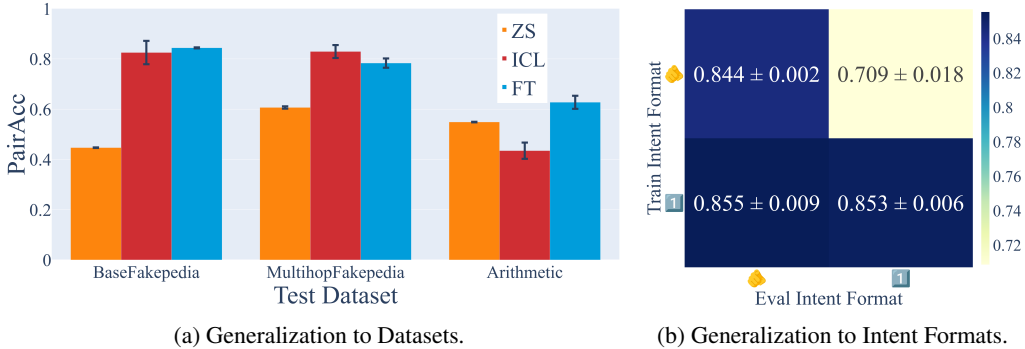 1
0.8
0.6
0.4
0.2
0
PairAcc
ZS
ICL
FT
BaseFakepedia
MultihopFakepedia
Arithmetic
Test Dataset
(a) Generalization to Datasets.
Train Intent Format
🫵
1️⃣
0.844 ± 0.002
0.709 ± 0.018
0.855 ± 0.009
0.853 ± 0.006
🫵
1️⃣
Eval Intent Format
0.84
0.82
0.8
0.78
0.76
0.74
0.72
(b) Generalization to Intent Formats.